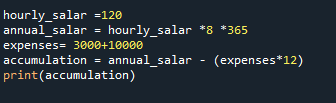 hourly_salar =120
annual_salar = hourly_salar *8 *365
expenses= 3000+10000
accumulation = annual_salar - (expenses*12)
print(accumulation)